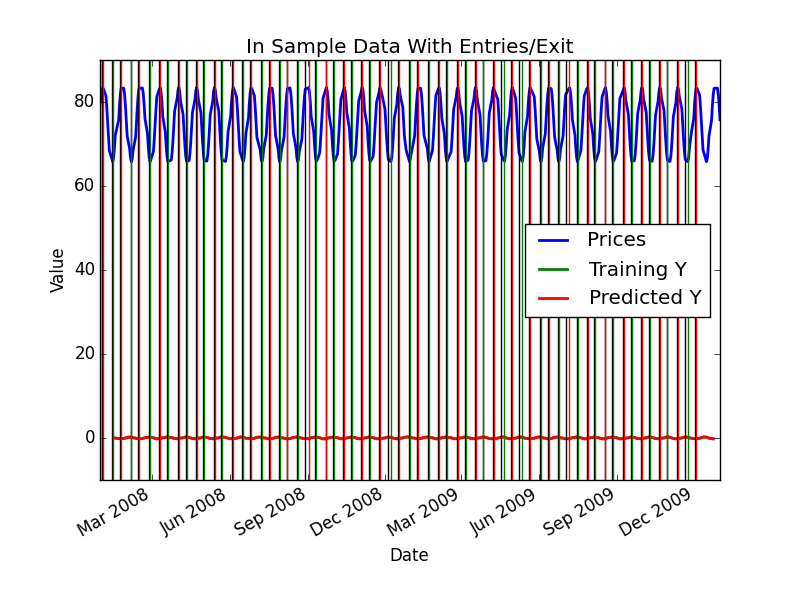 In Sample Data With Entries/Exit
80
60
40
20
0
Value
Prices
Training Y
Predicted Y
Mar 2008
Jun 2008
Sep 2008
Dec 2008
Mar 2009
Jun 2009
Sep 2009
Dec 2009
Date